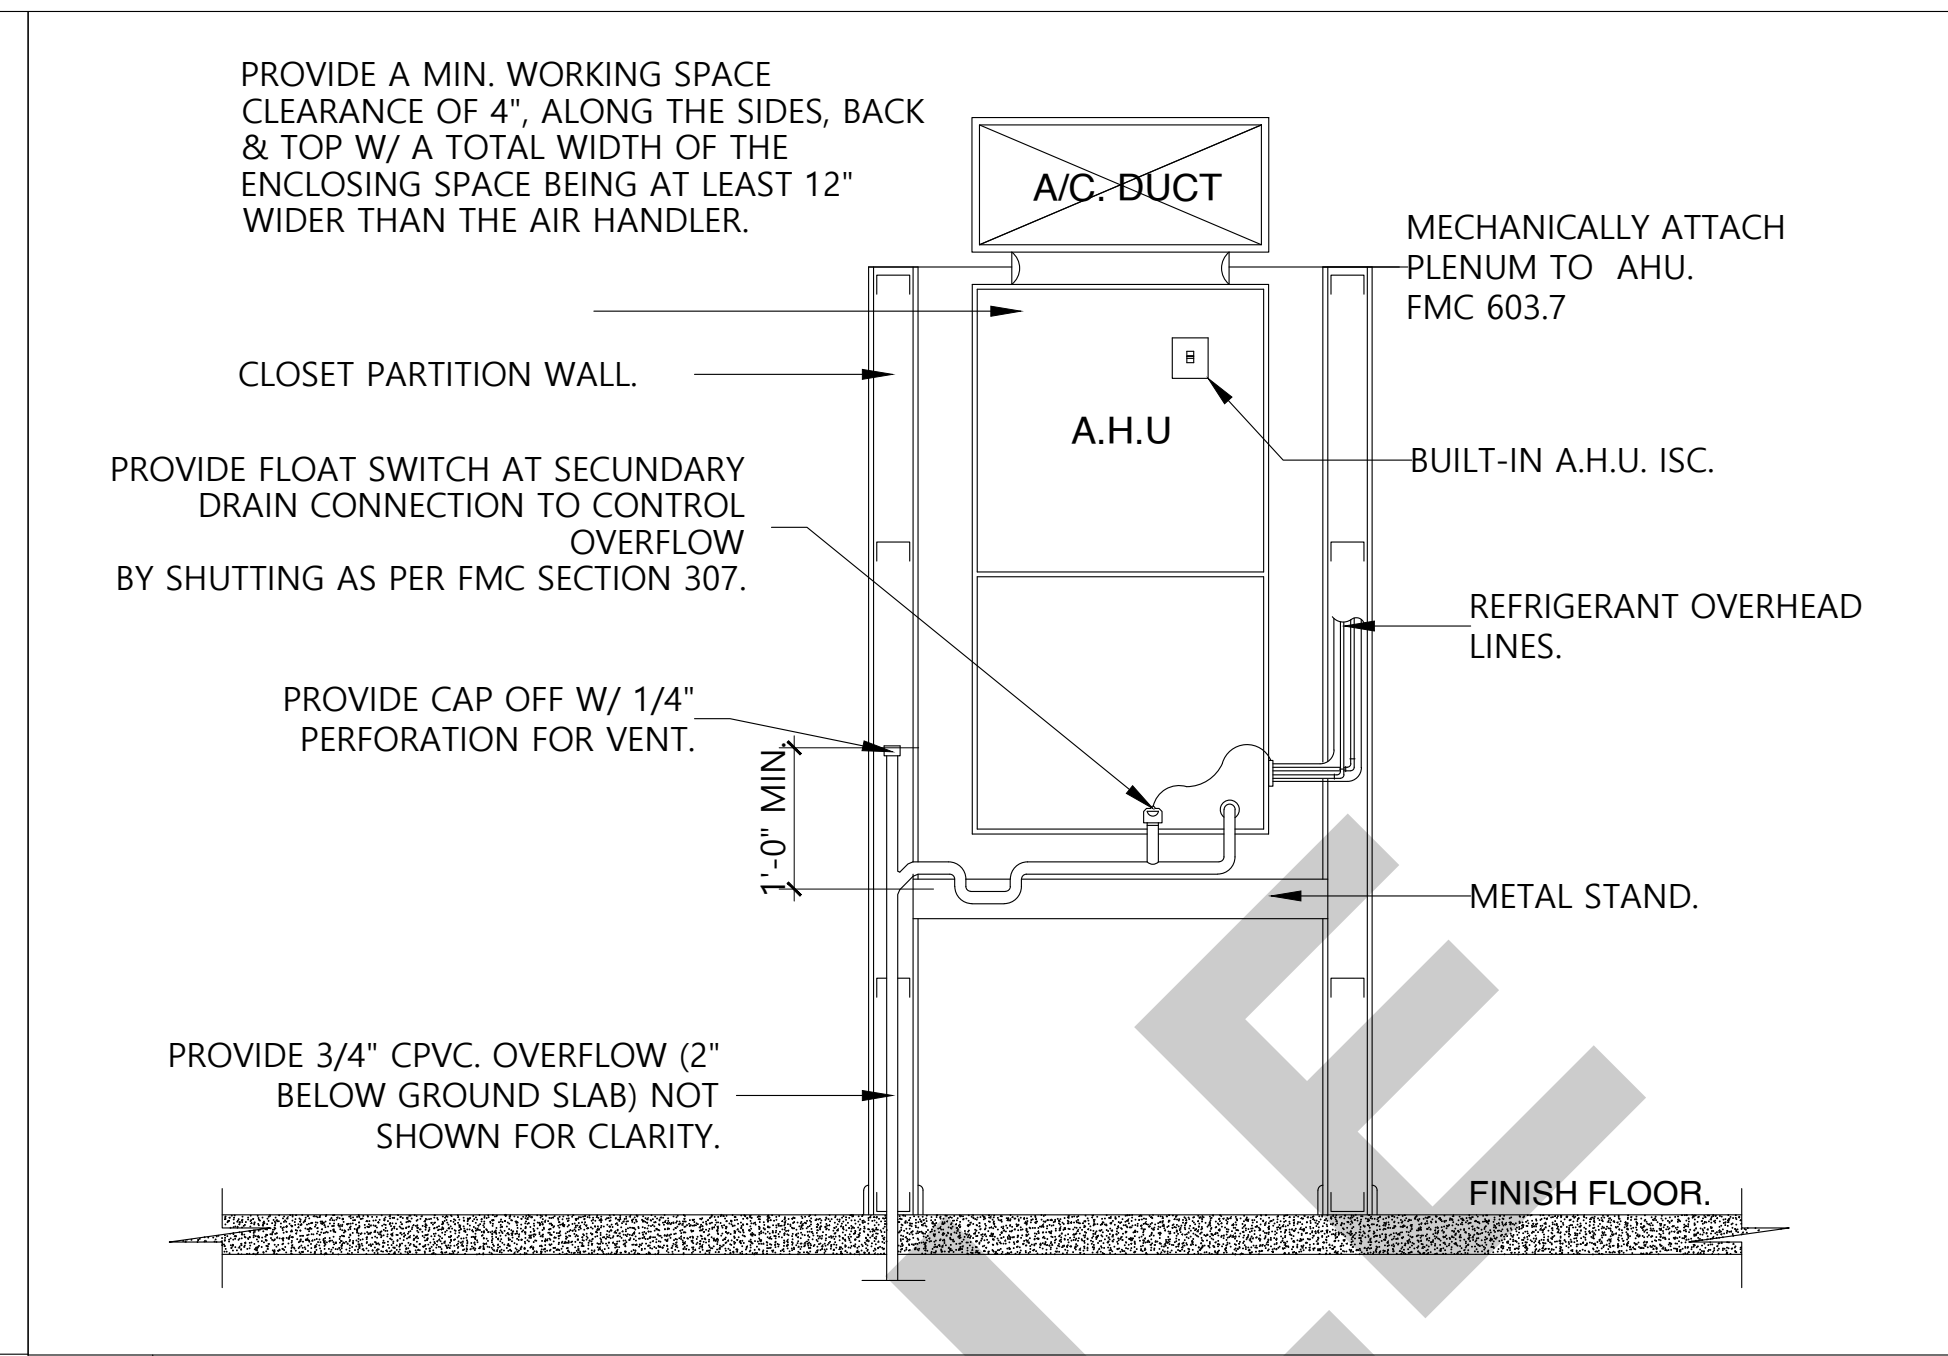 PROVIDE A MIN. WORKING SPACE
CLEARANCE OF 4", ALONG THE SIDES, BACK
& TOP W/ A TOTAL WIDTH OF THE
ENCLOSING SPACE BEING AT LEAST 12"
WIDER THAN THE AIR HANDLER.
A/C. DUCT
MECHANICALLY ATTACH
PLENUM TO AHU.
FMC 603.7
CLOSET PARTITION WALL.
A.H.U
BUILT-IN A.H.U. ISC.
PROVIDE FLOAT SWITCH AT SECUNDARY
DRAIN CONNECTION TO CONTROL
OVERFLOW
BY SHUTTING AS PER FMC SECTION 307.
REFRIGERANT OVERHEAD
LINES.
PROVIDE CAP OFF W/ 1/4"
PERFORATION FOR VENT.
1'-0" MIN.
METAL STAND.
PROVIDE 3/4" CPVC. OVERFLOW (2"
BELOW GROUND SLAB) NOT
SHOWN FOR CLARITY.
FINISH FLOOR.